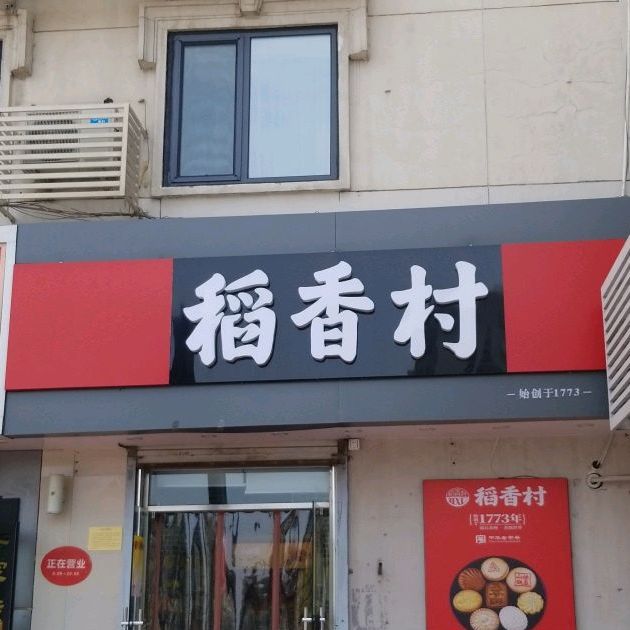 稻香村
— 始创于1773 —
稻香村
1773年
正在营业